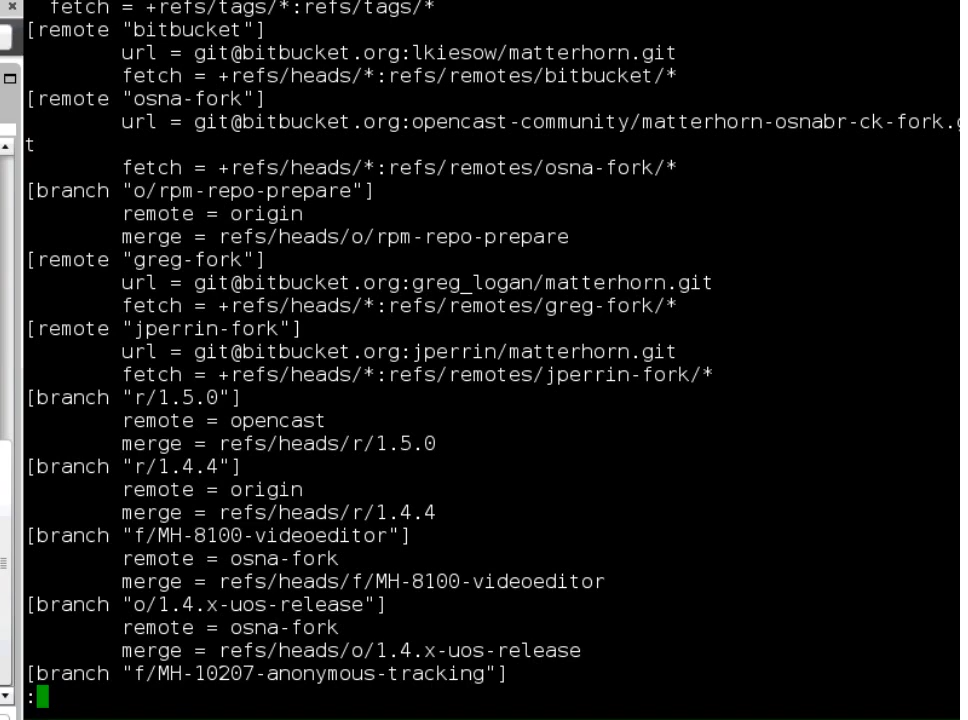 fetch = +refs/tags/*:refs/tags/*
[remote "bitbucket"]
url = git@bitbucket.org:lkiesow/matterhorn.git
fetch = +refs/heads/*:refs/remotes/bitbucket/*
[remote "osna-fork"]
url = git@bitbucket.org:opencast-community/matterhorn-osnabr-ck-fork.g
t
fetch = +refs/heads/*:refs/remotes/osna-fork/*
[branch "o/rpm-repo-prepare"]
remote = origin
merge = refs/heads/o/rpm-repo-prepare
[remote "greg-fork"]
url = git@bitbucket.org:greg_logan/matterhorn.git
fetch = +refs/heads/*:refs/remotes/greg-fork/*
[remote "jperrin-fork"]
url = git@bitbucket.org:jperrin/matterhorn.git
fetch = +refs/heads/*:refs/remotes/jperrin-fork/*
[branch "r/1.5.0"]
remote = opencast
merge = refs/heads/r/1.5.0
[branch "r/1.4.4"]
remote = origin
merge = refs/heads/r/1.4.4
[branch "f/MH-8100-videoeditor"]
remote = osna-fork
merge = refs/heads/f/MH-8100-videoeditor
[branch "o/1.4.x-uos-release"]
remote = osna-fork
merge = refs/heads/o/1.4.x-uos-release
[branch "f/MH-10207-anonymous-tracking"]
: